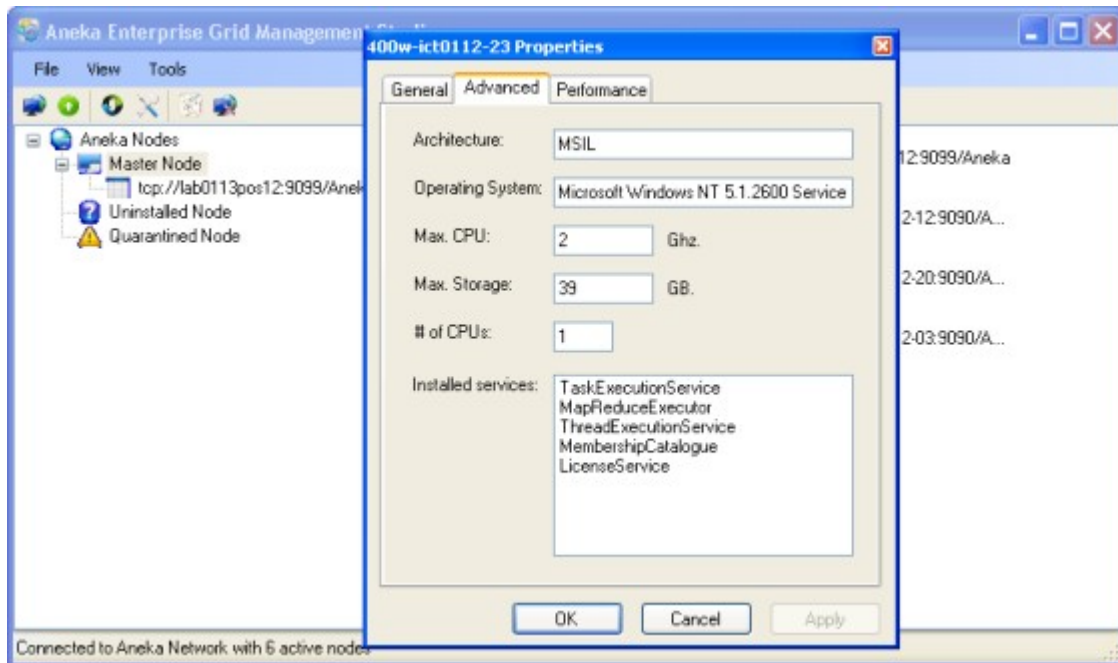 Aneka Enterprise Grid Management
400w-ict0112-23 Properties
File View Tools
General Advanced Performance
Aneka Nodes
Master Node
tcp://lab0113pos12:9099/Anek
Uninstalled Node
Quarantined Node
Architecture: MSIL
Operating System: Microsoft Windows NT 5.1.2600 Service
Max. CPU: 2 Ghz.
Max. Storage: 39 GB.
# of CPUs: 1
Installed services: TaskExecutionService
MapReduceExecutor
ThreadExecutionService
MembershipCatalogue
LicenseService
12:9099/Aneka
2-12:9090/A...
2-20:9090/A...
2-03:9090/A...
OK Cancel Apply
Connected to Aneka Network with 6 active nodes